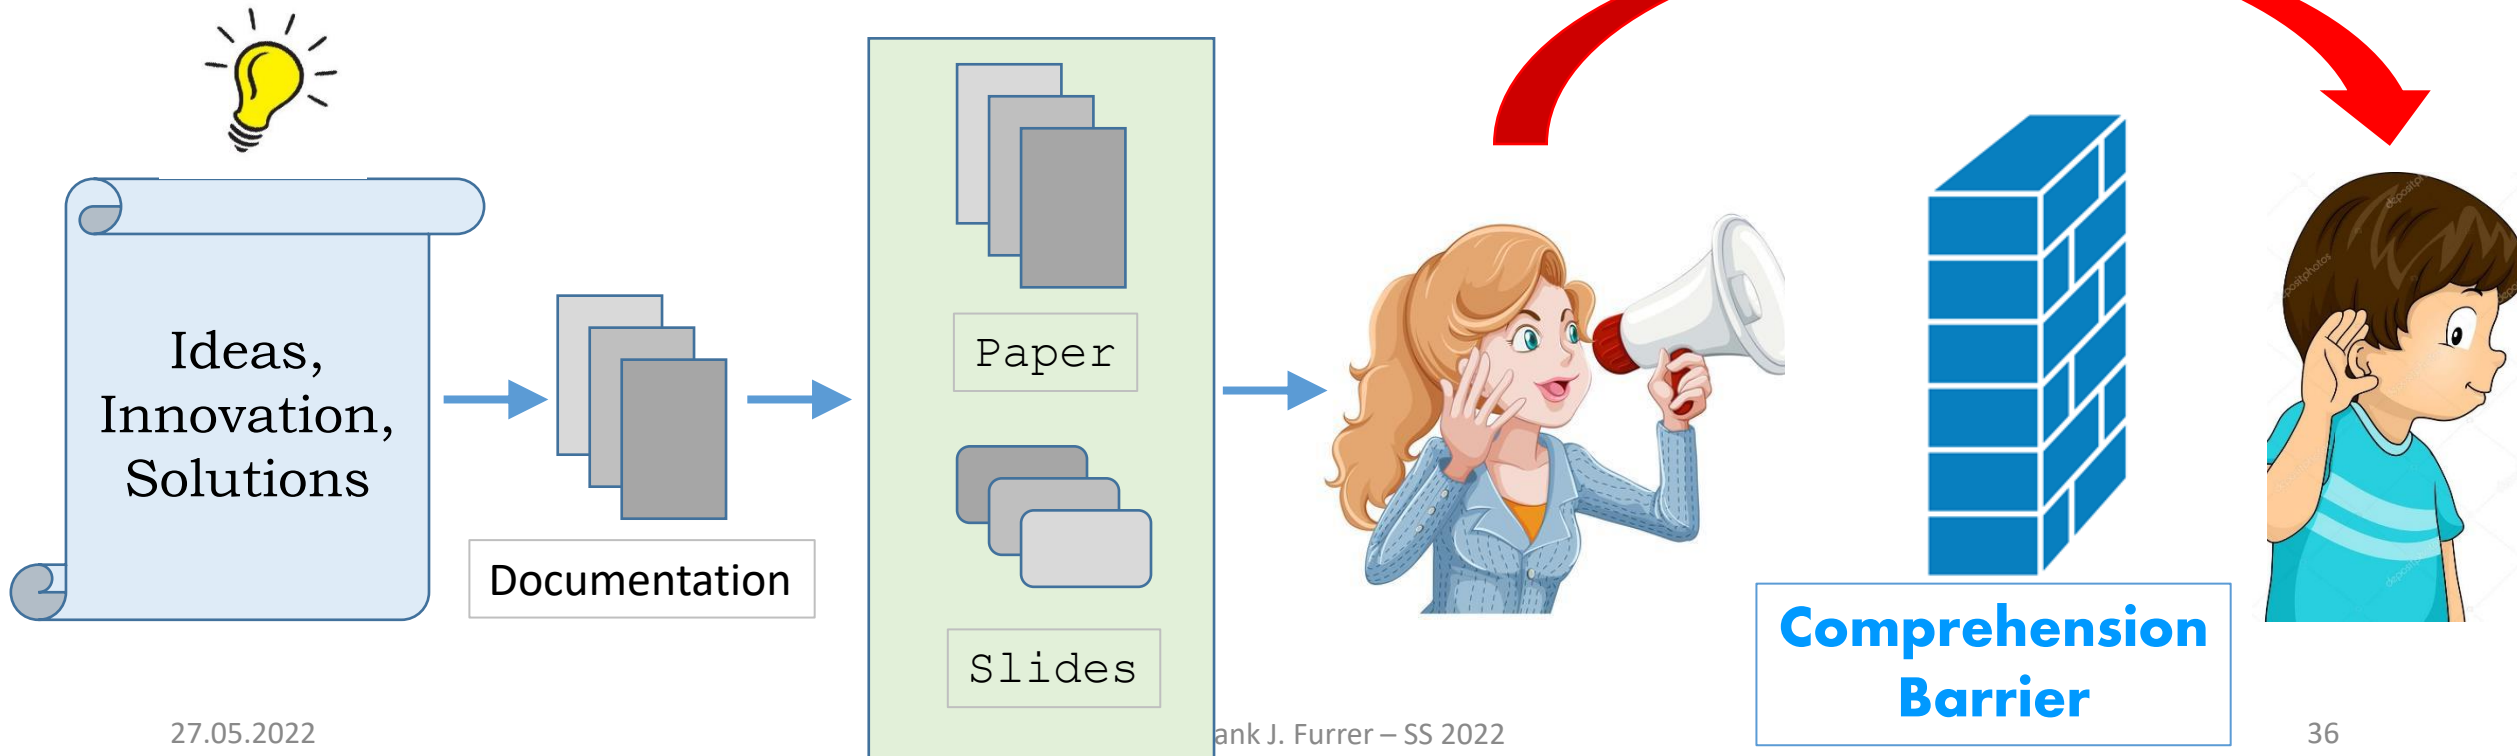 Ideas,
Innovation,
Solutions
Documentation
Paper
Slides
Comprehension
Barrier
27.05.2022
ank J. Furrer – SS 2022
36